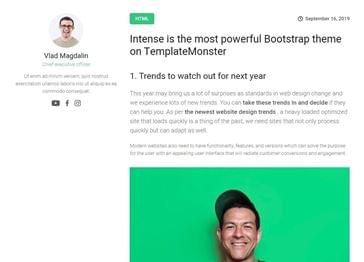 HTML
September 16, 2019
Intense is the most powerful Bootstrap theme
on TemplateMonster
Vlad Magdalin
Chief executive officer
Ut enim ad minim veniam, quis nostrud
exercitation ullamco laboris nisi ut aliquip ex ea
commodo consequat.
1. Trends to watch out for next year
This year may bring us a lot of surprises as standards in web design change and
we experience lots of new trends. You can take these trends in and decide if they
can help you. As per the newest website design trends , a heavy loaded optimized
site that loads quickly is a thing of the past, we need sites that not only process
quickly but can adapt as well.
Modern websites also need to have functionality, features, and versions which can solve the purpose
for the user with an appealing user interface that will radiate customer conversions and engagement.